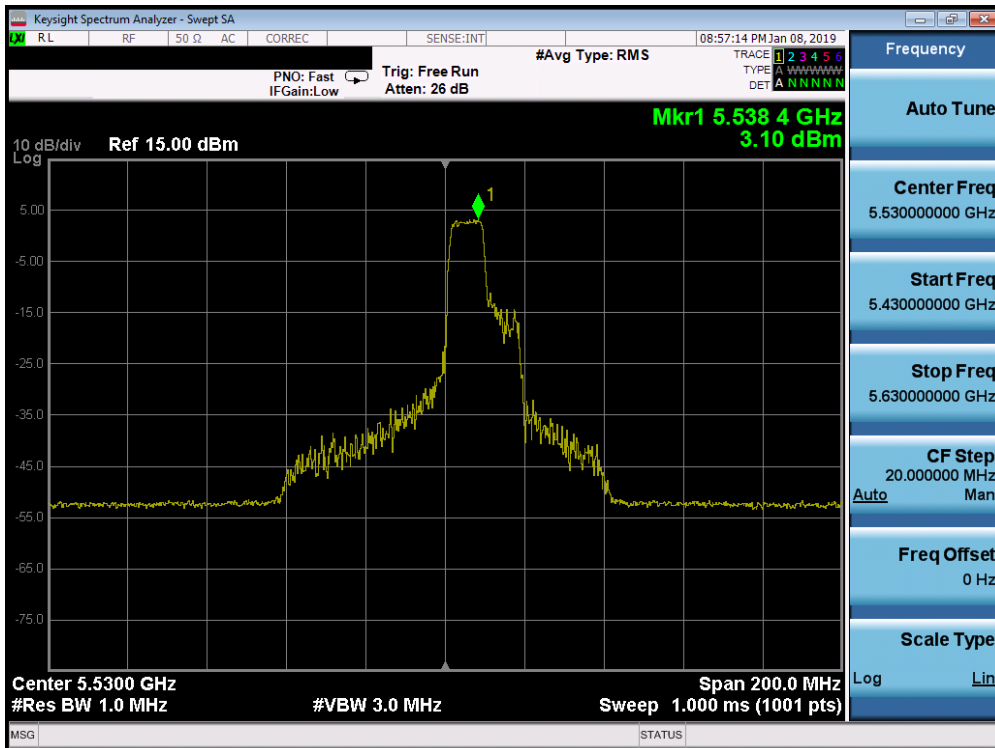 Keysight Spectrum Analyzer - Swept SA
LXI RL RF 50 Ω AC CORREC SENSE:INT 08:57:14 PM Jan 08, 2019
#Avg Type: RMS
TRACE 1 2 3 4 5 6
TYPE A WWWWW
DET A N N N N N
PNO: Fast
IFGain:Low
Trig: Free Run
Atten: 26 dB
Mkr1 5.538 4 GHz
3.10 dBm
10 dB/div
Log
Ref 15.00 dBm
1
5.00
-5.00
-15.0
-25.0
-35.0
-45.0
-55.0
-65.0
-75.0
Center 5.5300 GHz
Span 200.0 MHz
#Res BW 1.0 MHz
#VBW 3.0 MHz
Sweep 1.000 ms (1001 pts)
MSG
STATUS
Frequency
Auto Tune
Center Freq
5.530000000 GHz
Start Freq
5.430000000 GHz
Stop Freq
5.630000000 GHz
CF Step
20.000000 MHz
Auto Man
Freq Offset
0 Hz
Scale Type
Log Lin